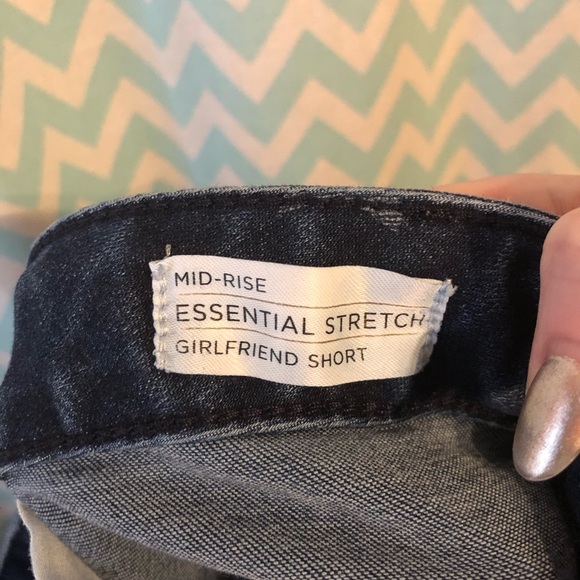 MID-RISE
ESSENTIAL STRETCH
GIRLFRIEND SHORT